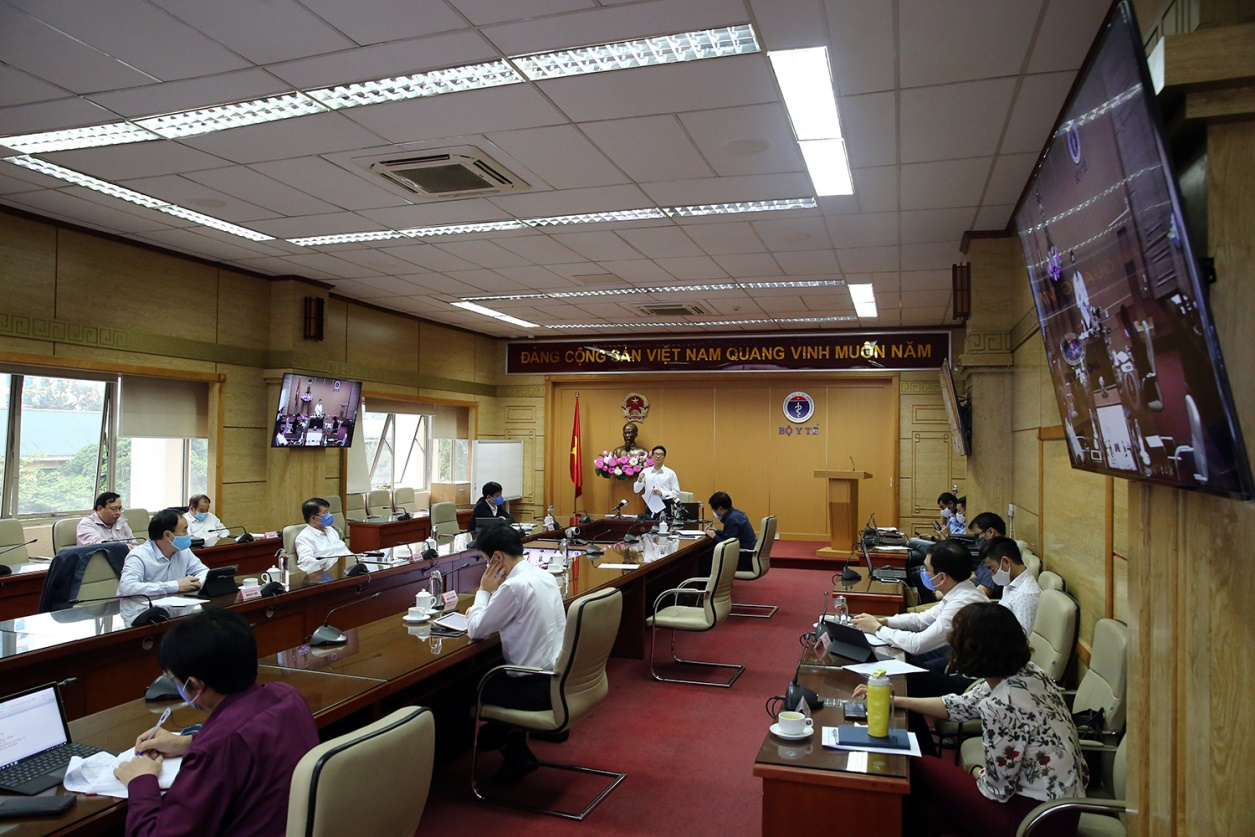 ĐẢNG CỘNG SẢN VIỆT NAM QUANG VINH MUÔN NĂM
BỘ Y TẾ